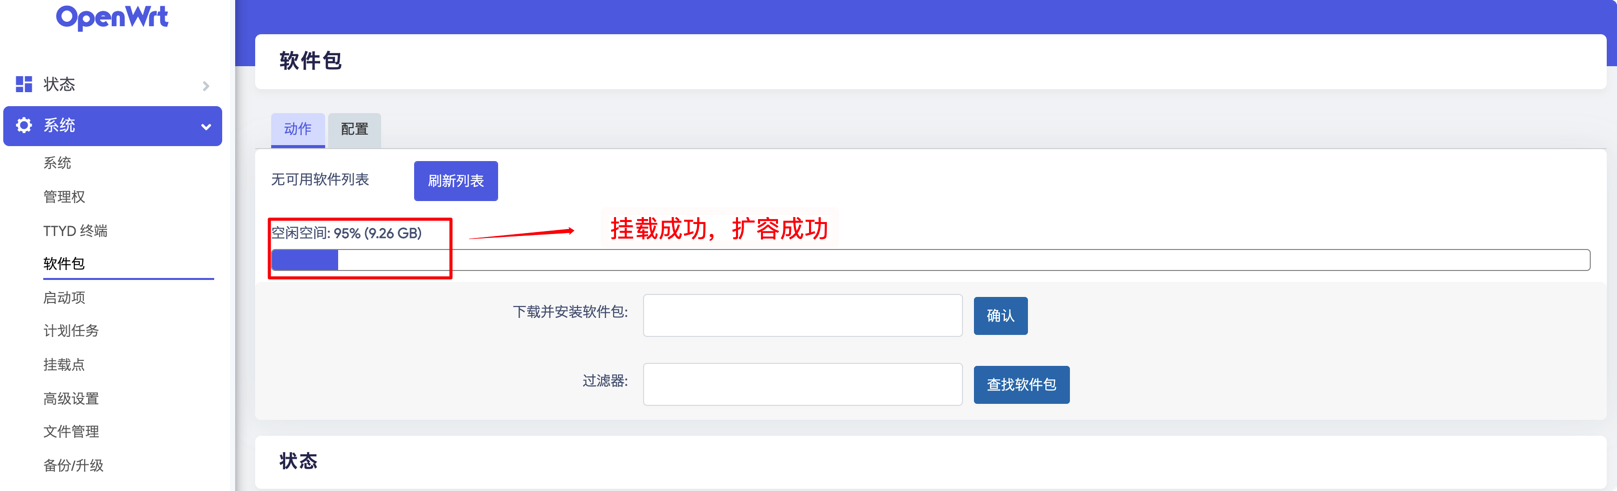 OpenWrt
状态
系统
系统
管理权
TTYD 终端
软件包
启动项
计划任务
挂载点
高级设置
文件管理
备份/升级
软件包
动作 配置
无可用软件列表 刷新列表
空闲空间: 95% (9.26 GB) 挂载成功，扩容成功
下载并安装软件包: 确认
过滤器: 查找软件包
状态